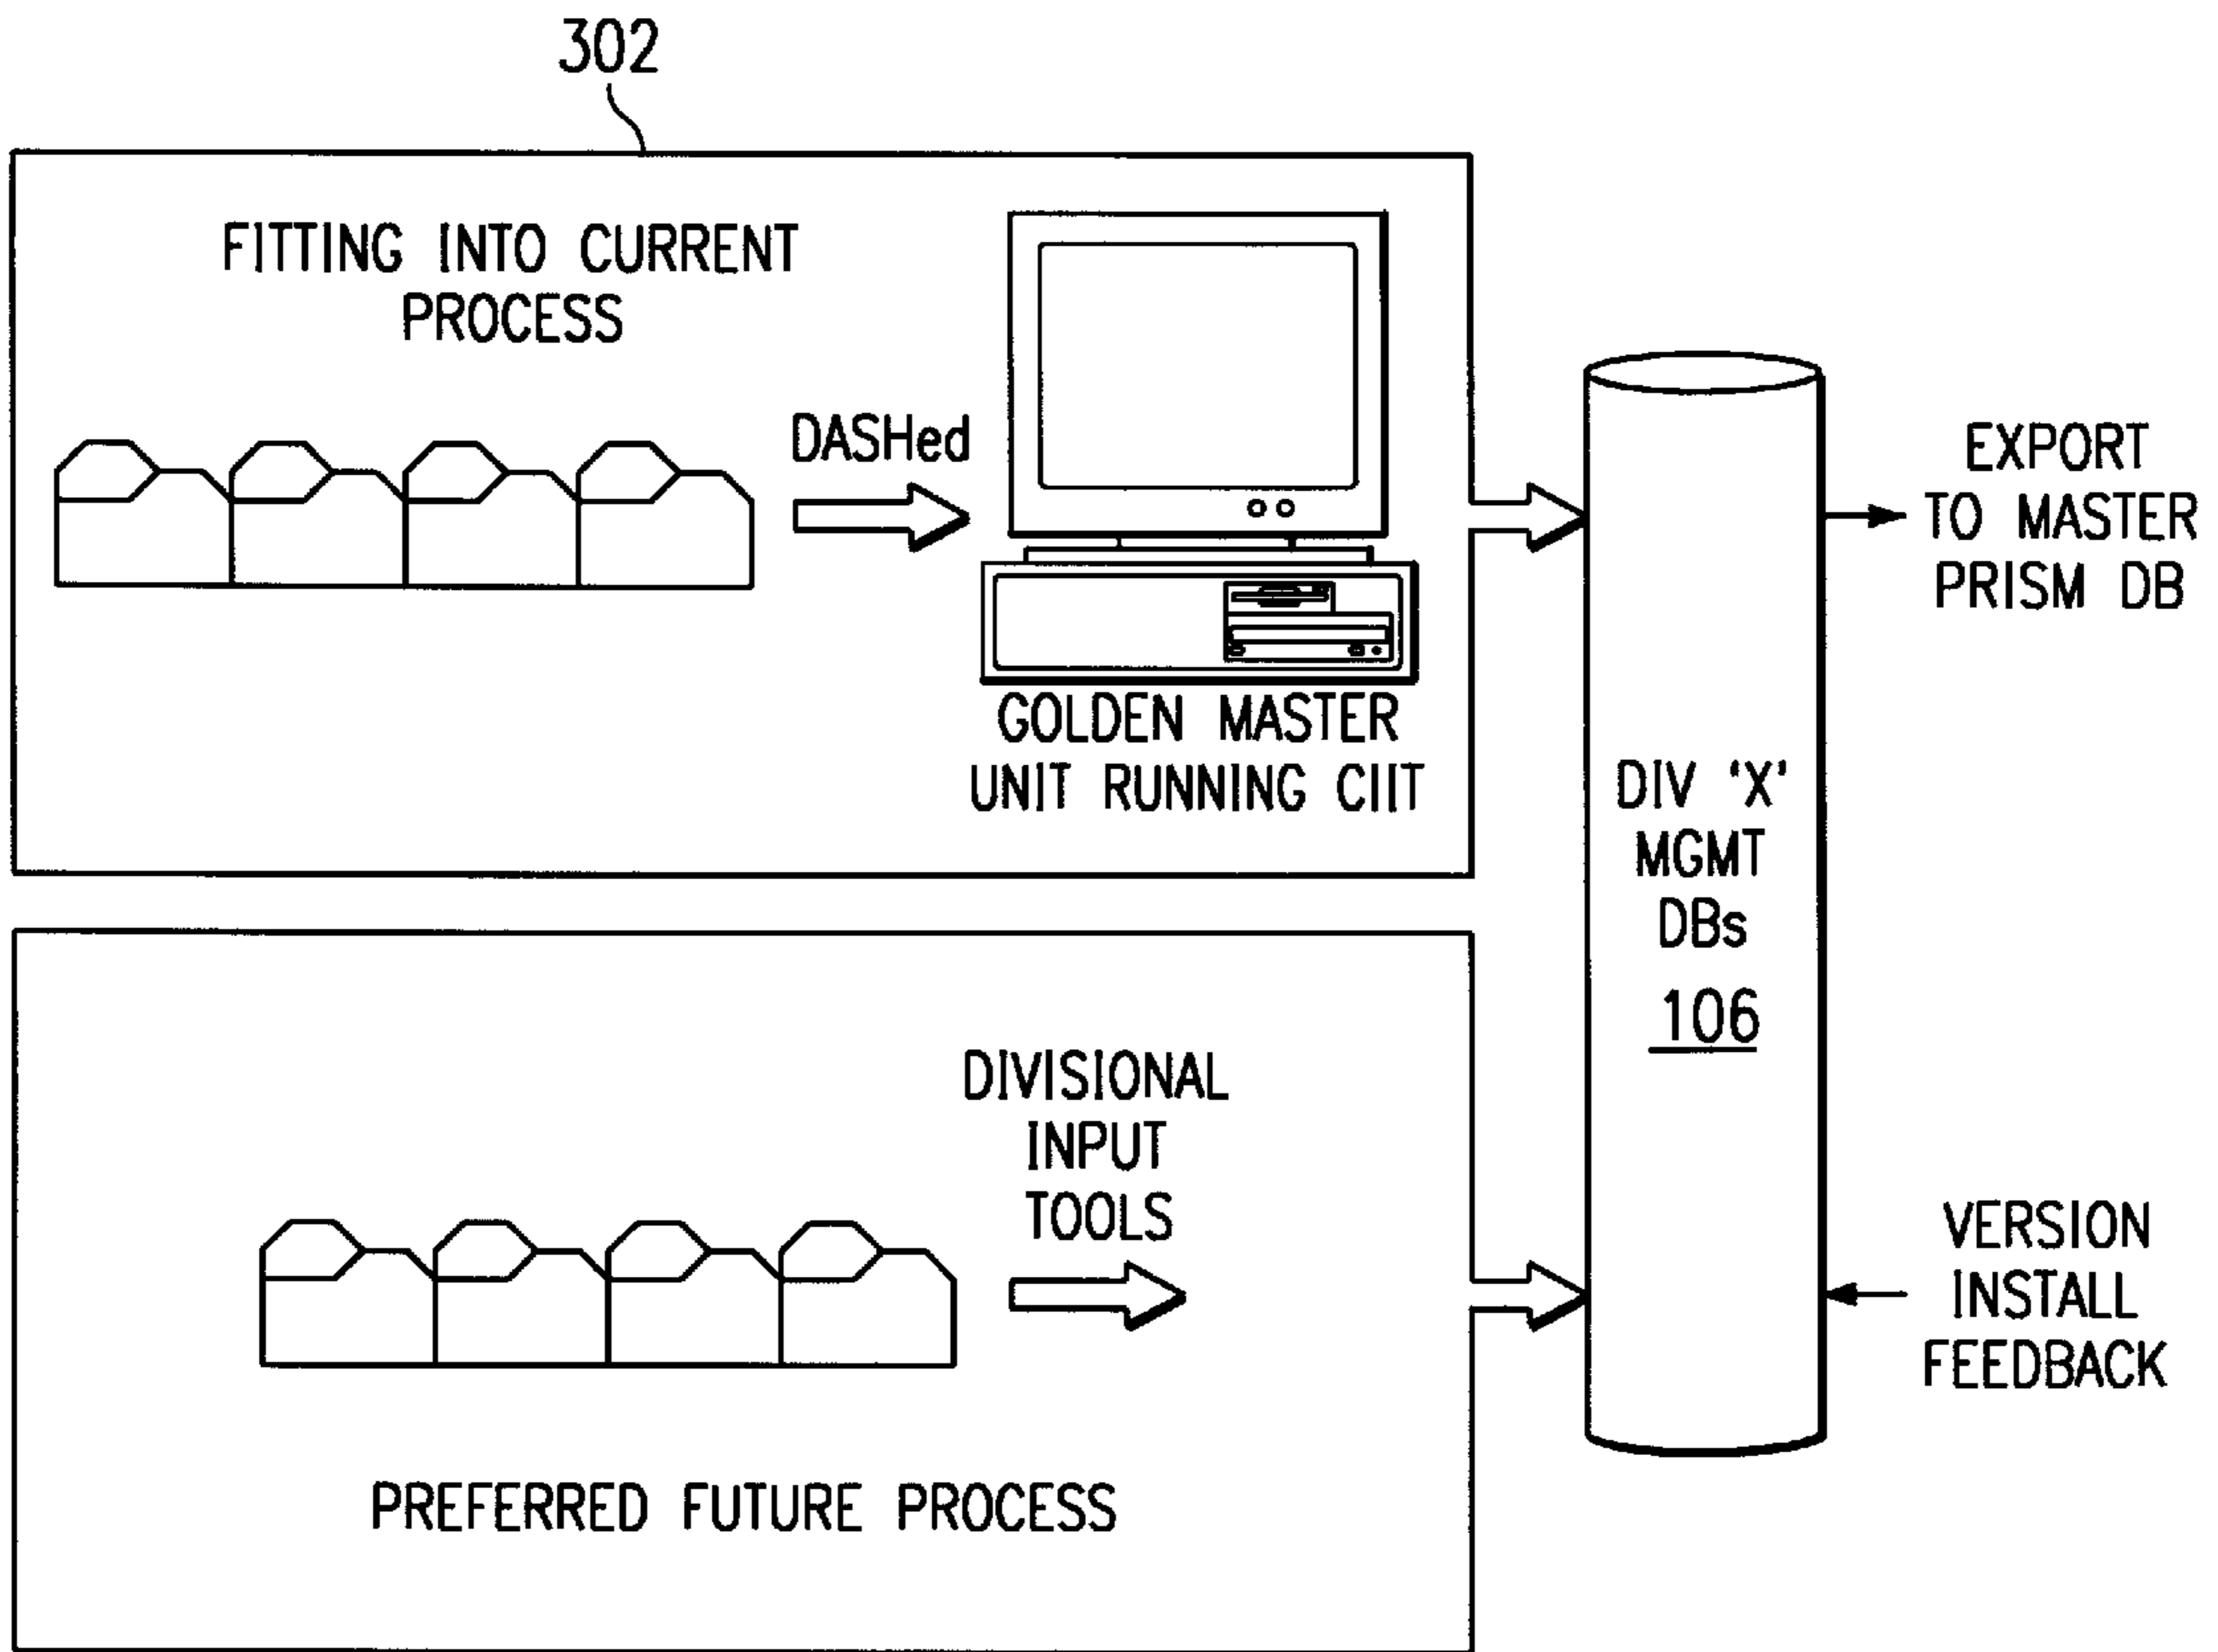 302
FITTING INTO CURRENT
PROCESS
DASHed
GOLDEN MASTER
UNIT RUNNING CIIT
DIV 'X'
MGMT
DBs
106
EXPORT
TO MASTER
PRISM DB
DIVISIONAL
INPUT
TOOLS
PREFERRED FUTURE PROCESS
VERSION
INSTALL
FEEDBACK